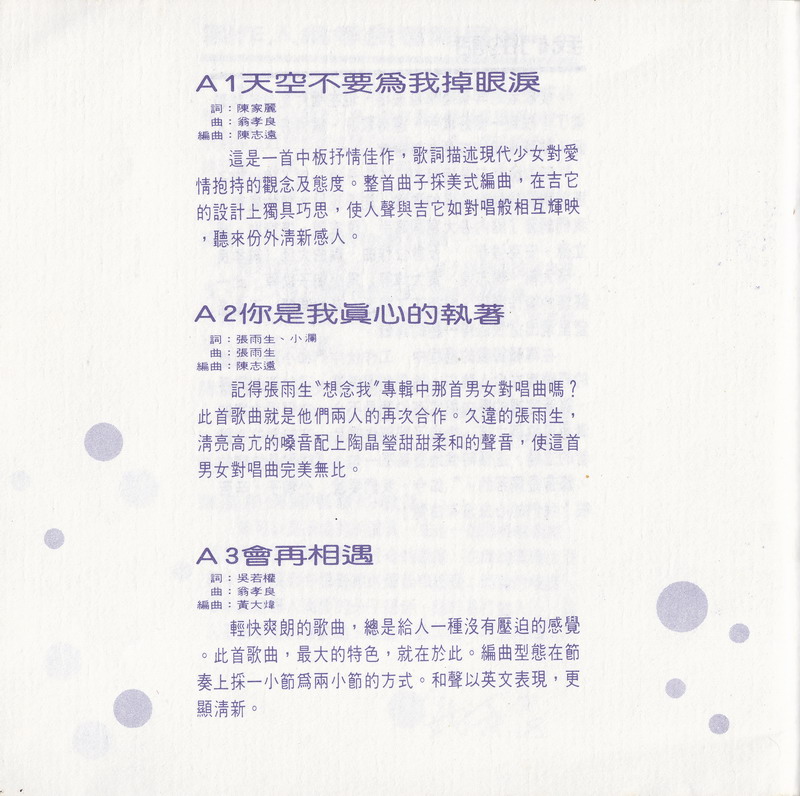 A1天空不要為我掉眼淚
詞：陳家麗
曲：翁孝良
編曲：陳志遠
這是一首中板抒情佳作，歌詞描述現代少女對愛
情抱持的觀念及態度。整首曲子採美式編曲，在吉它
的設計上獨具巧思，使人聲與吉它如對唱般相互輝映
，聽來份外清新感人。
A2你是我真心的執著
詞：張雨生、小瀾
曲：張雨生
編曲：陳志遠
記得張雨生〝想念我〞專輯中那首男女對唱曲嗎？
此首歌曲就是他們兩人的再次合作。久違的張雨生，
清亮高亢的嗓音配上陶晶瑩甜甜柔和的聲音，使這首
男女對唱曲完美無比。
A3會再相遇
詞：吳若權
曲：翁孝良
編曲：黃大煒
輕快爽朗的歌曲，總是給人一種沒有壓迫的感覺
。此首歌曲，最大的特色，就在於此。編曲型態在節
奏上採一小節為兩小節的方式。和聲以英文表現，更
顯清新。